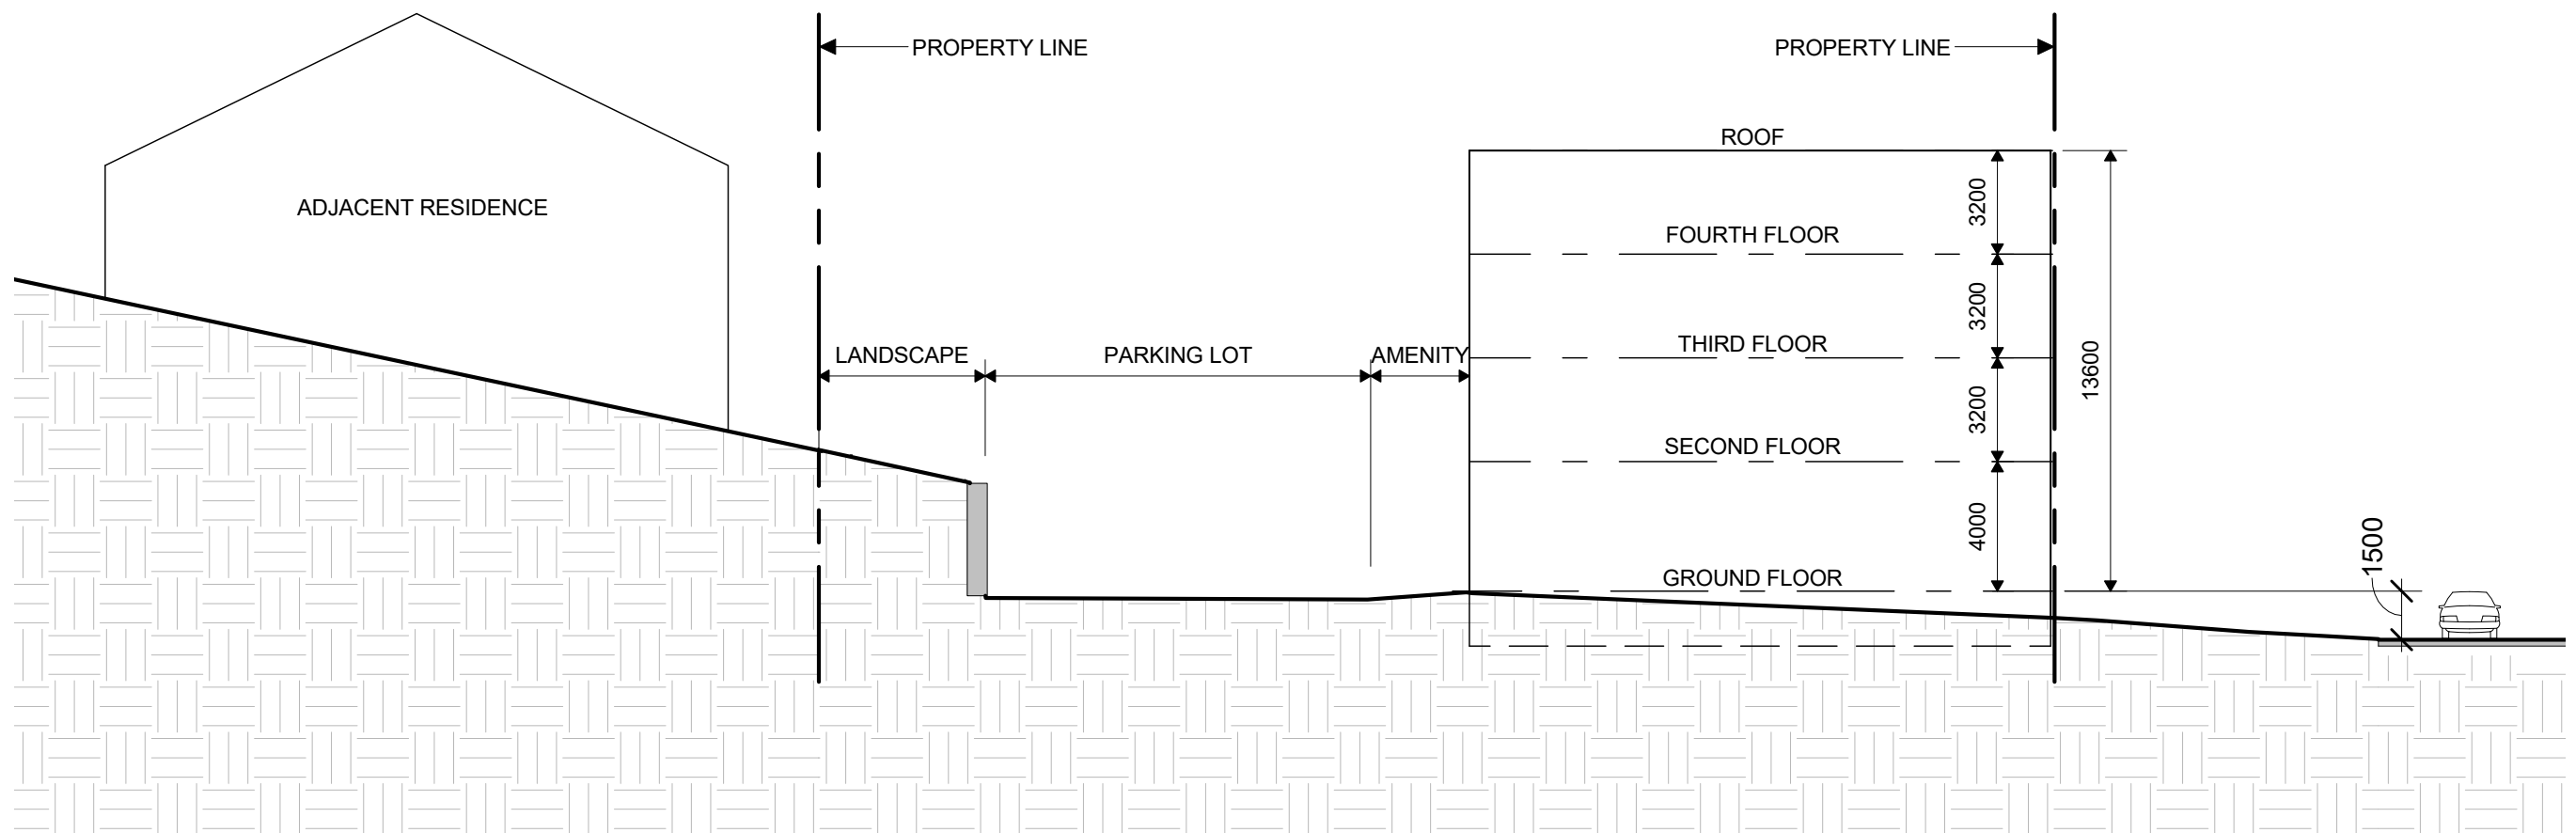 PROPERTY LINE
PROPERTY LINE
ROOF
ADJACENT RESIDENCE
3200
FOURTH FLOOR
3200
THIRD FLOOR
LANDSCAPE
PARKING LOT
AMENITY
13600
3200
SECOND FLOOR
4000
1500
GROUND FLOOR